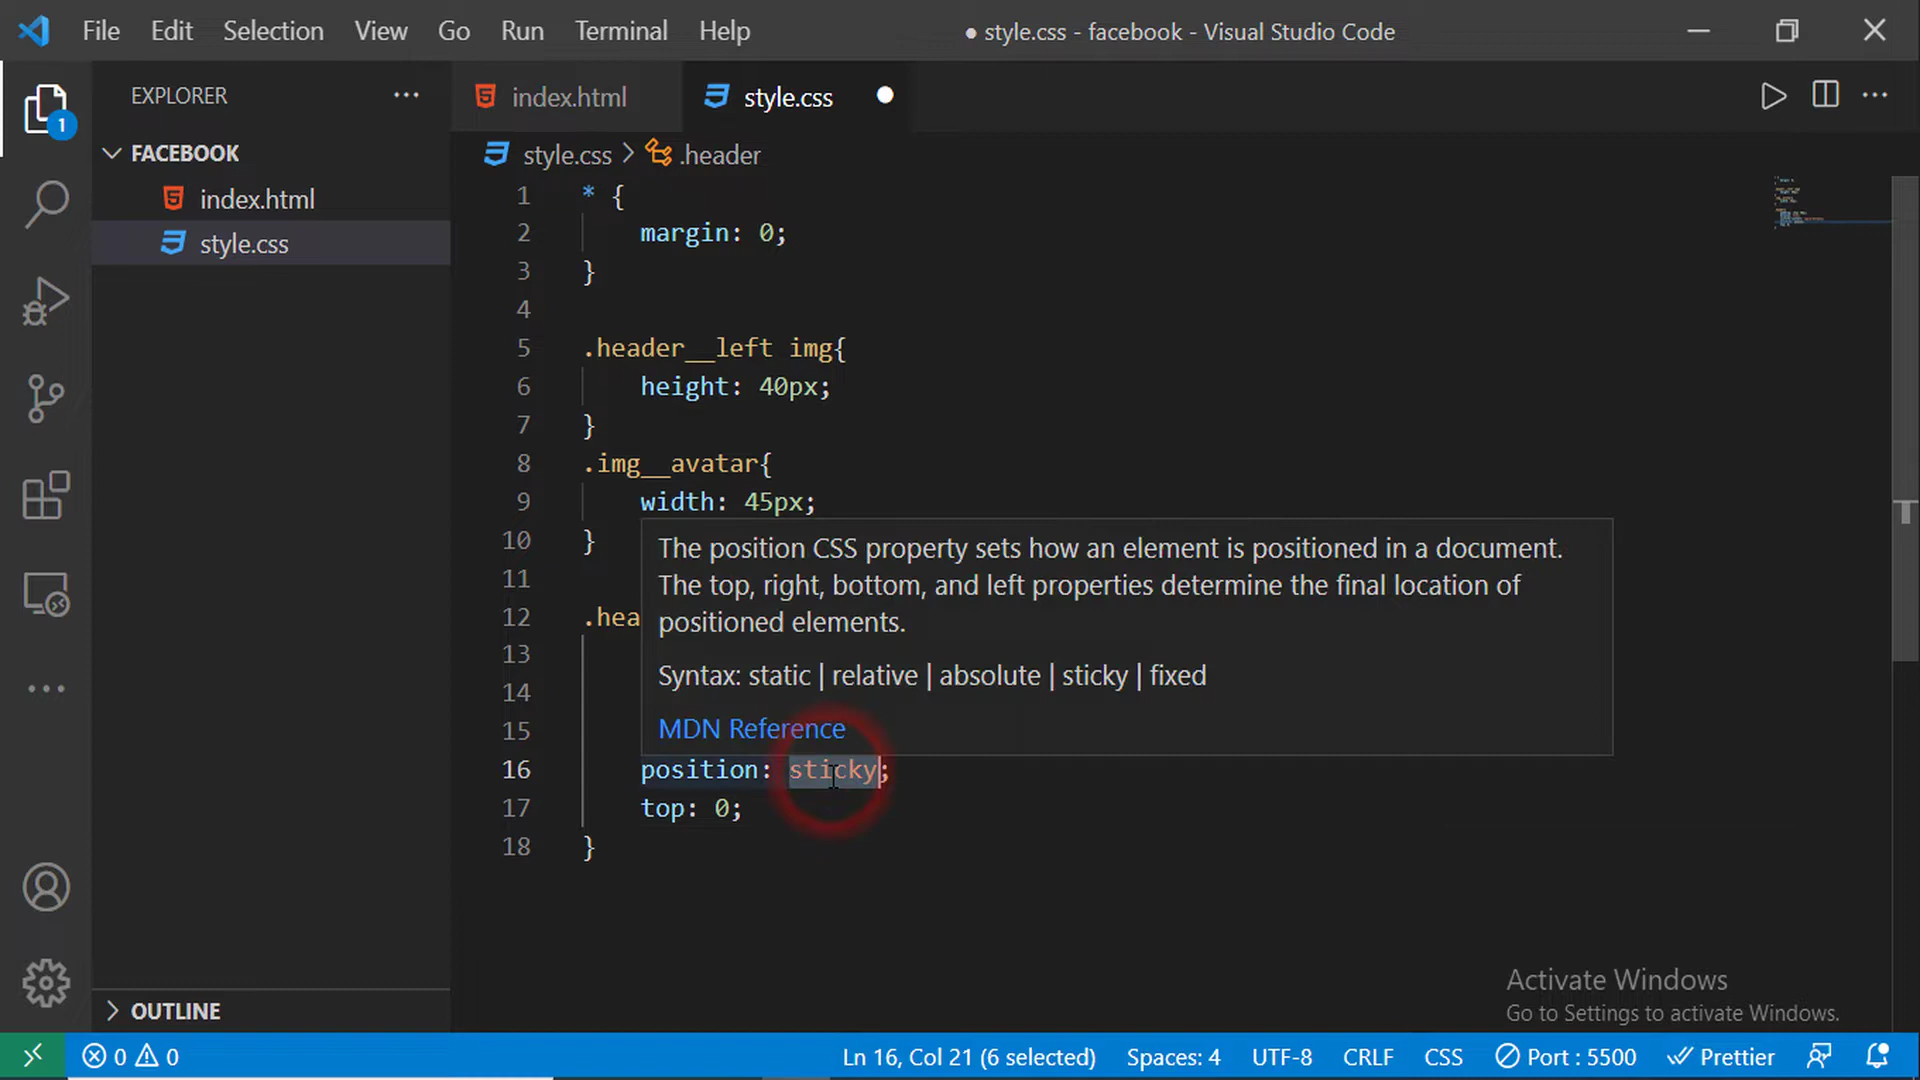 File Edit Selection View Go Run Terminal Help ● style.css - facebook - Visual Studio Code
EXPLORER ···
index.html style.css ●
FACEBOOK
style.css > .header
index.html
style.css
1 * {
2 margin: 0;
3 }
4
5 .header__left img{
6 height: 40px;
7 }
8 .img__avatar{
9 width: 45px;
10 }
11
12 .hea
13
14
15
16 position: sticky;
17 top: 0;
18 }
The position CSS property sets how an element is positioned in a document.
The top, right, bottom, and left properties determine the final location of
positioned elements.
Syntax: static | relative | absolute | sticky | fixed
MDN Reference
1
OUTLINE
Activate Windows
Go to Settings to activate Windows.
0 0 Ln 16, Col 21 (6 selected) Spaces: 4 UTF-8 CRLF CSS Port : 5500 Prettier